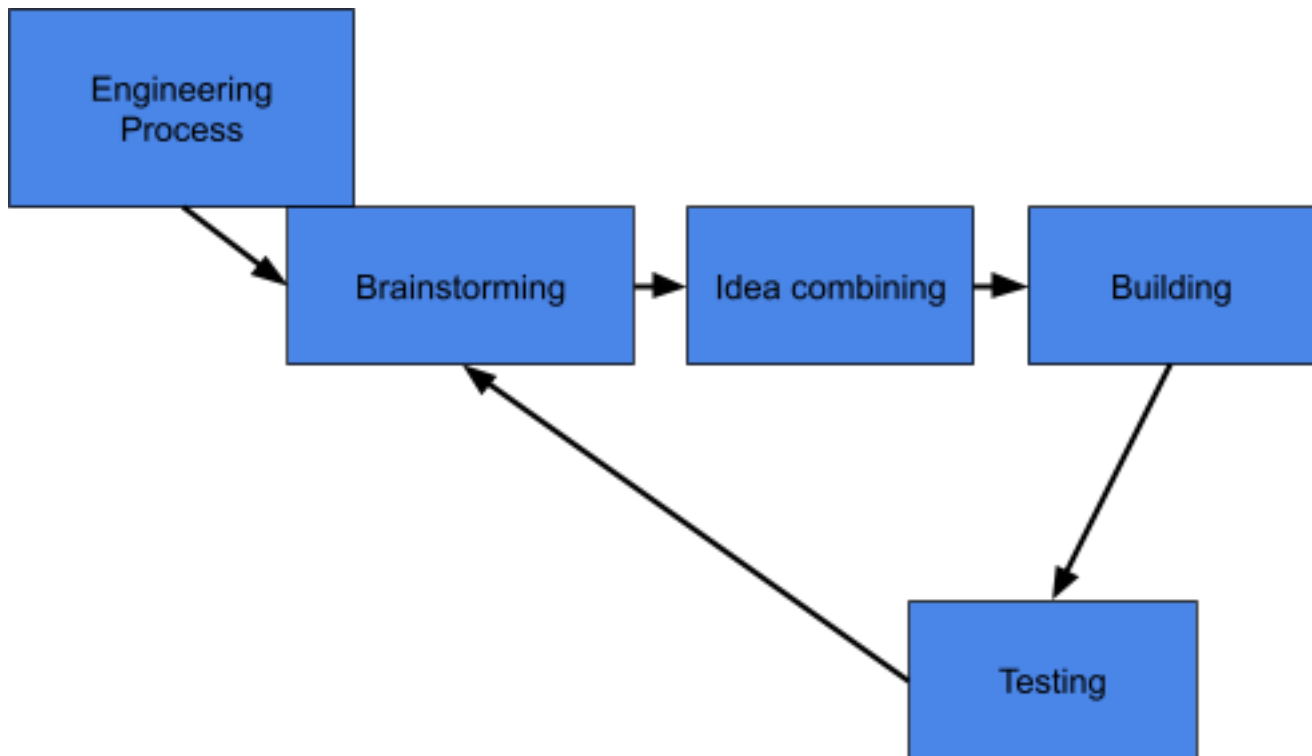 Engineering
Process
Brainstorming
Idea combining
Building
Testing